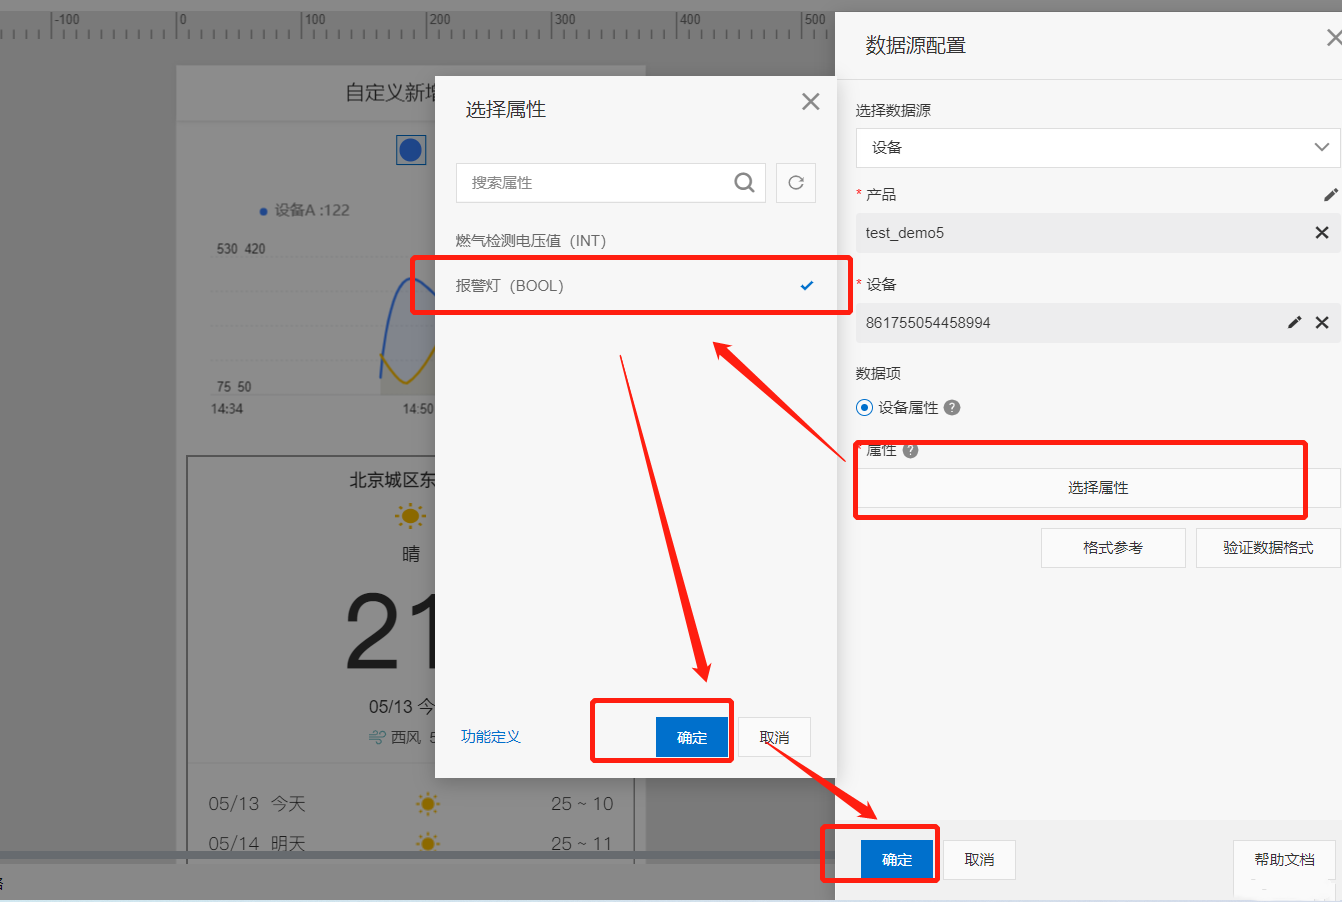 -100 0 100 200 300 400 500
自定义新增
设备A :122
530 420
75 50
14:34 14:50
北京城区东
晴
21
05/13 今
西风 5
05/13 今天 25 ~ 10
05/14 明天 25 ~ 11
选择属性
搜索属性
燃气检测电压值（INT）
报警灯（BOOL）
功能定义
确定
取消
数据源配置
选择数据源
设备
* 产品
test_demo5
* 设备
861755054458994
数据项
设备属性 ?
* 属性 ?
选择属性
格式参考
验证数据格式
确定
取消
帮助文档